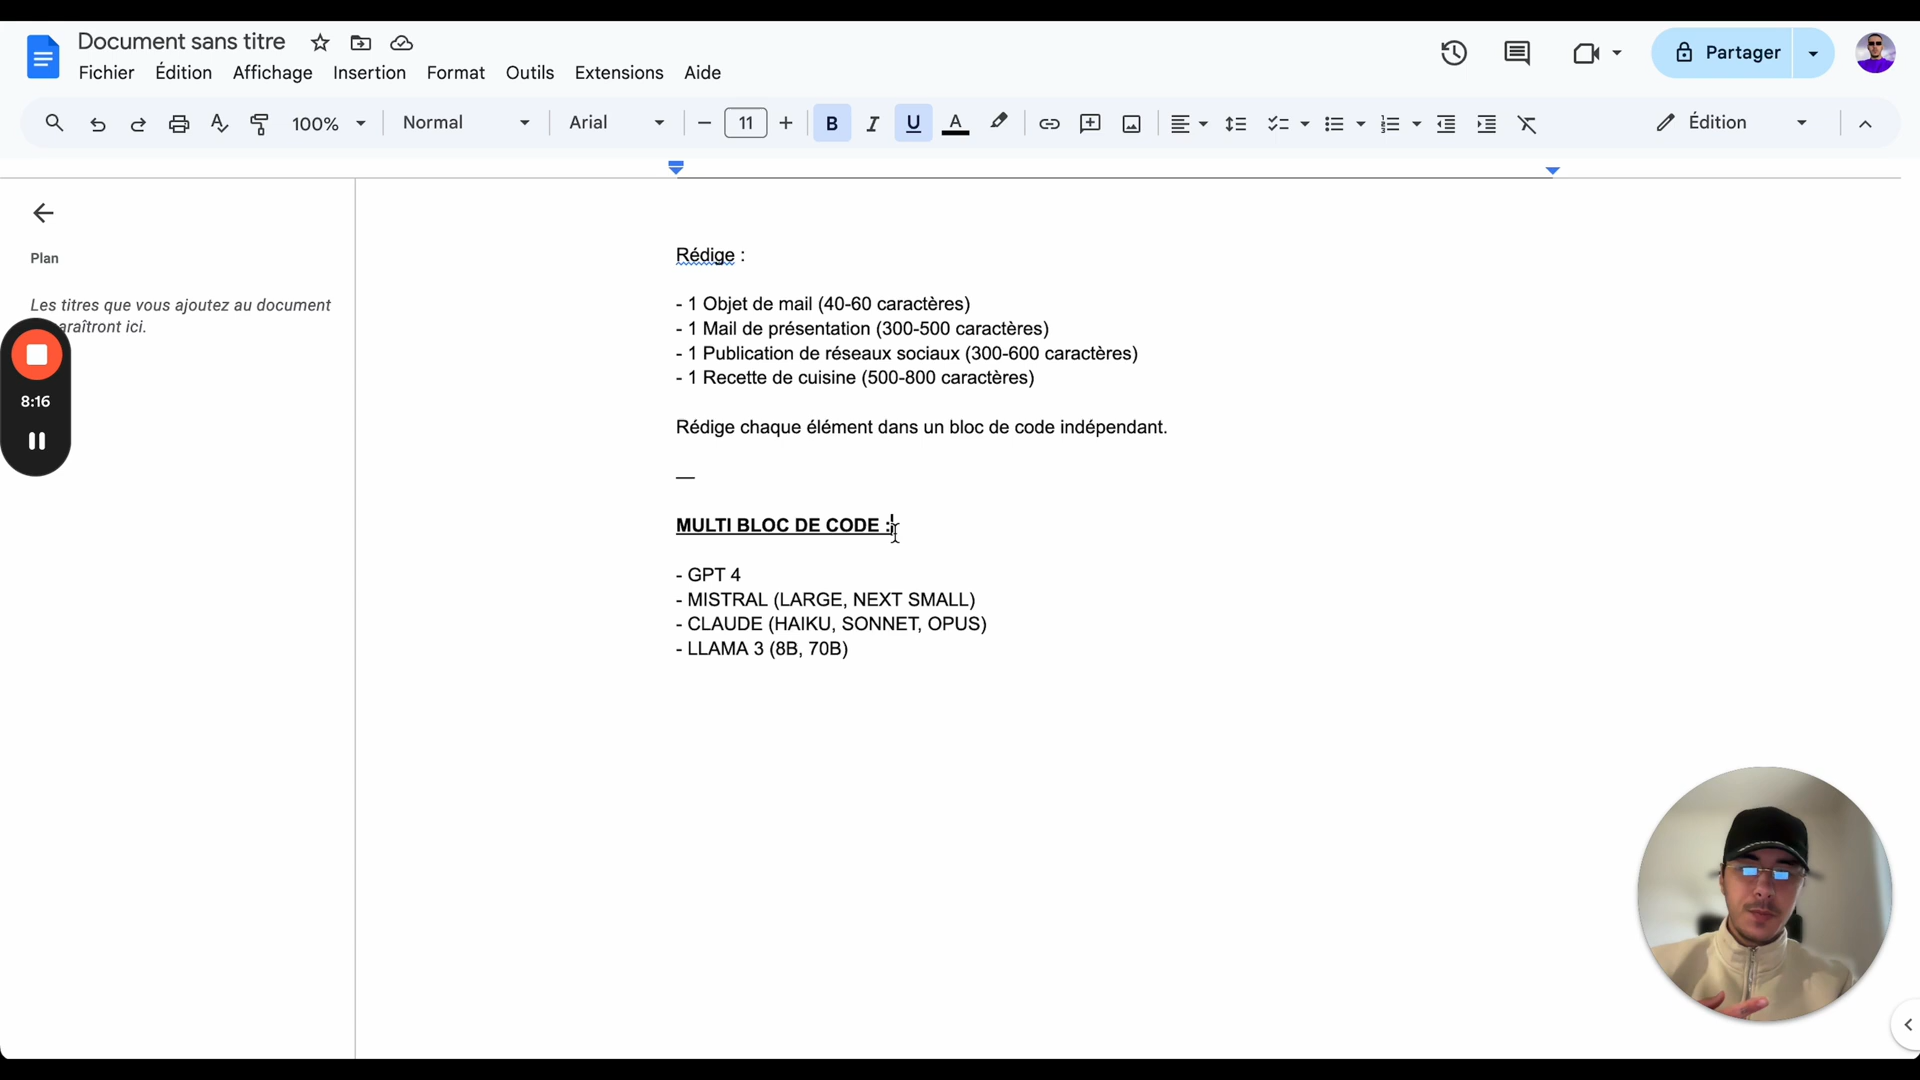 Document sans titre
Fichier Édition Affichage Insertion Format Outils Extensions Aide
Partager
100% Normal Arial 11 B I U A Édition
Plan
Les titres que vous ajoutez au document
araîtront ici.
8:16
Rédige :
- 1 Objet de mail (40-60 caractères)
- 1 Mail de présentation (300-500 caractères)
- 1 Publication de réseaux sociaux (300-600 caractères)
- 1 Recette de cuisine (500-800 caractères)
Rédige chaque élément dans un bloc de code indépendant.
—
MULTI BLOC DE CODE :
- GPT 4
- MISTRAL (LARGE, NEXT SMALL)
- CLAUDE (HAIKU, SONNET, OPUS)
- LLAMA 3 (8B, 70B)